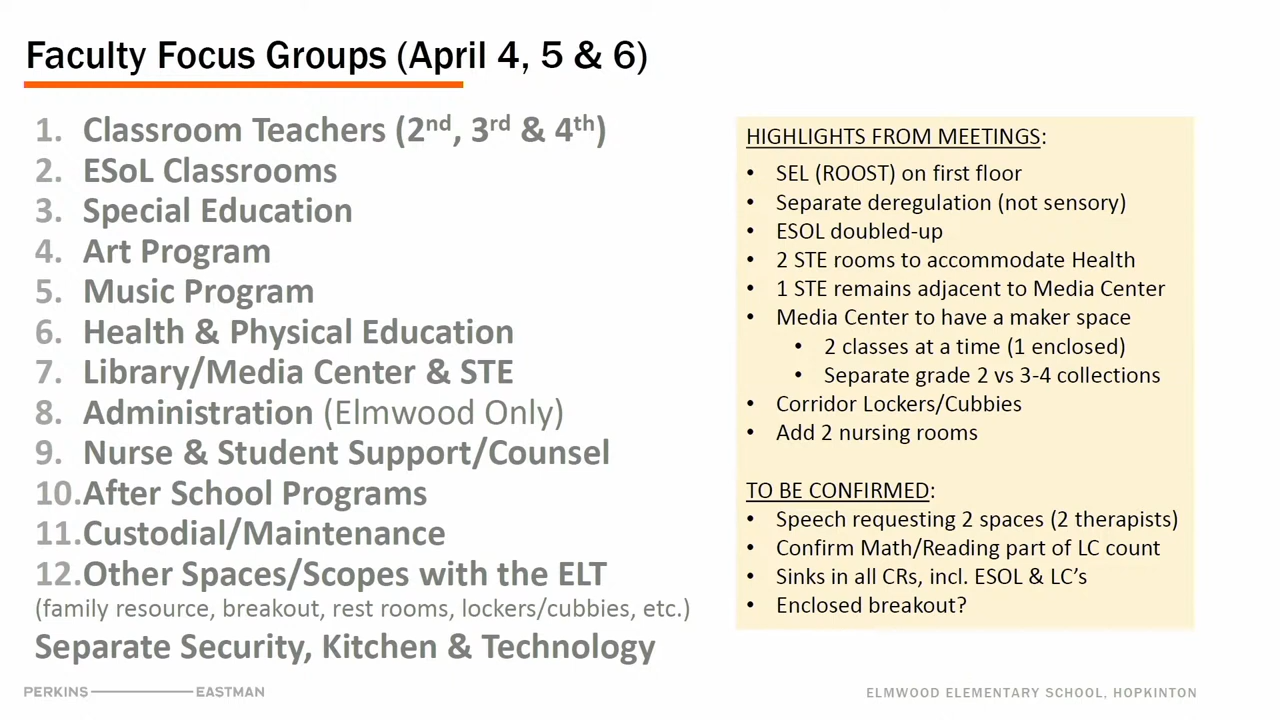 Faculty Focus Groups (April 4, 5 & 6)
1. Classroom Teachers (2nd, 3rd & 4th)
2. ESoL Classrooms
3. Special Education
4. Art Program
5. Music Program
6. Health & Physical Education
7. Library/Media Center & STE
8. Administration (Elmwood Only)
9. Nurse & Student Support/Counsel
10. After School Programs
11. Custodial/Maintenance
12. Other Spaces/Scopes with the ELT
(family resource, breakout, rest rooms, lockers/cubbies, etc.)
Separate Security, Kitchen & Technology
HIGHLIGHTS FROM MEETINGS:
• SEL (ROOST) on first floor
• Separate deregulation (not sensory)
• ESOL doubled-up
• 2 STE rooms to accommodate Health
• 1 STE remains adjacent to Media Center
• Media Center to have a maker space
• 2 classes at a time (1 enclosed)
• Separate grade 2 vs 3-4 collections
• Corridor Lockers/Cubbies
• Add 2 nursing rooms
TO BE CONFIRMED:
• Speech requesting 2 spaces (2 therapists)
• Confirm Math/Reading part of LC count
• Sinks in all CRs, incl. ESOL & LC’s
• Enclosed breakout?
PERKINS EASTMAN
ELMWOOD ELEMENTARY SCHOOL, HOPKINTON